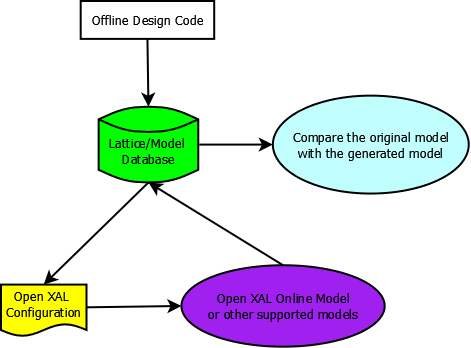 Offline Design Code
Lattice/Model
Database
Compare the original model
with the generated model
Open XAL
Configuration
Open XAL Online Model
or other supported models